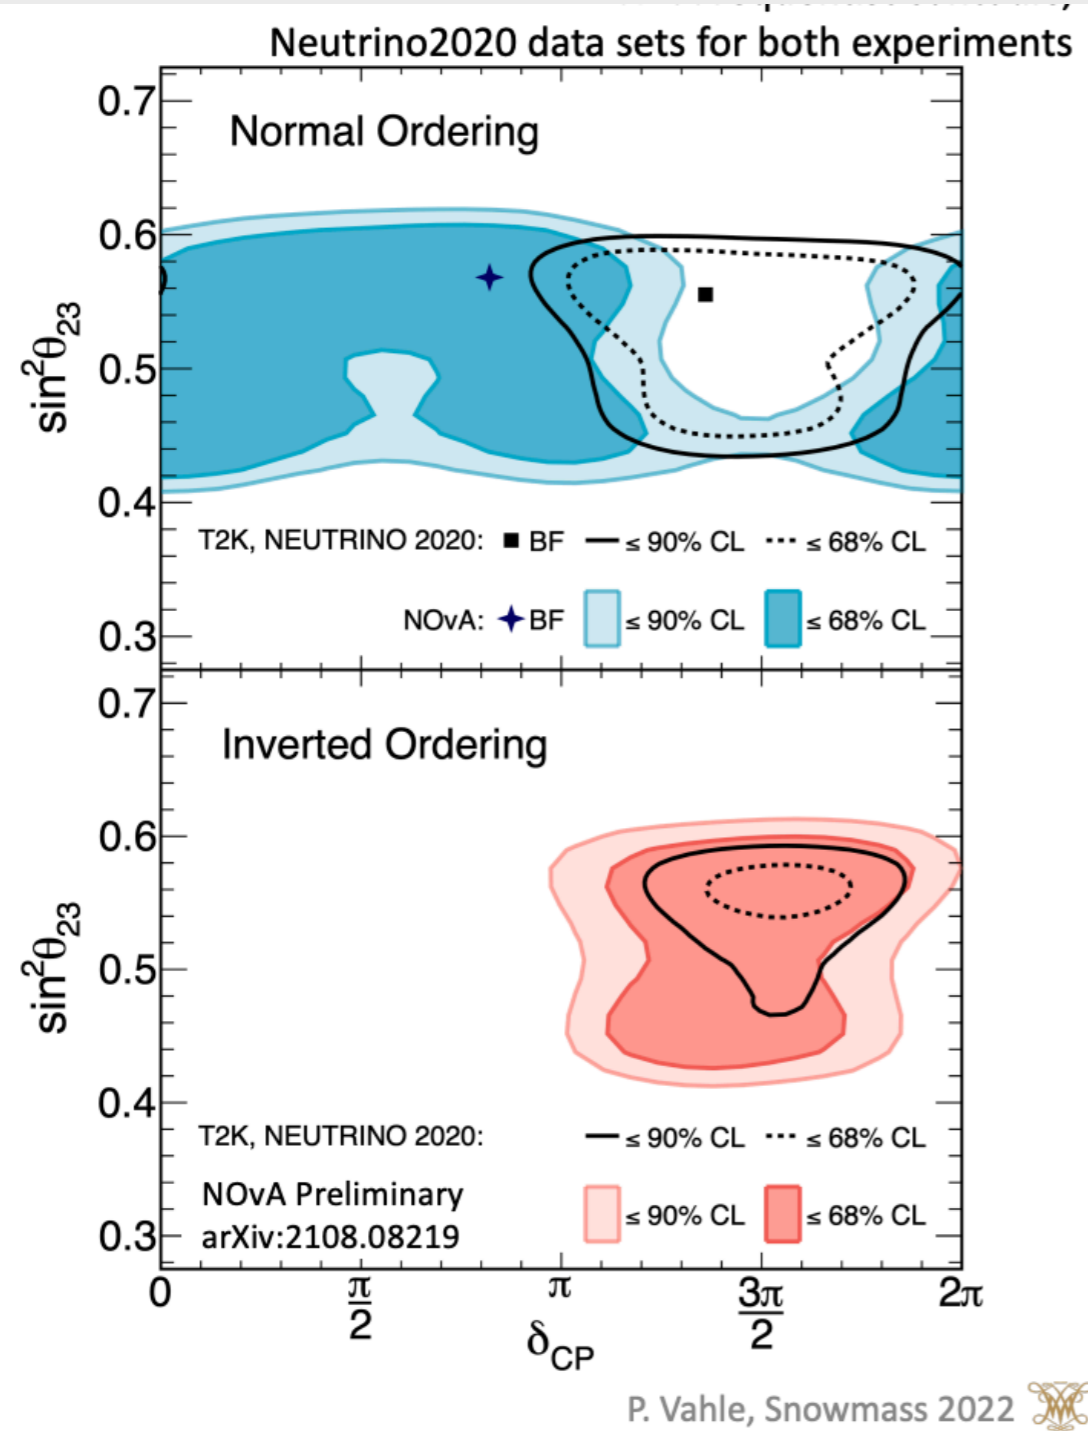 Neutrino2020 data sets for both experiments
0.7
Normal Ordering
0.6
sin²θ₂₃
0.5
0.4
T2K, NEUTRINO 2020: BF ≤ 90% CL ≤ 68% CL
NOvA: BF ≤ 90% CL ≤ 68% CL
0.3
0.7
Inverted Ordering
0.6
sin²θ₂₃
0.5
0.4
T2K, NEUTRINO 2020: ≤ 90% CL ≤ 68% CL
NOvA Preliminary
arXiv:2108.08219
≤ 90% CL ≤ 68% CL
0.3
0 π/2 π 3π/2 2π
δCP
P. Vahle, Snowmass 2022